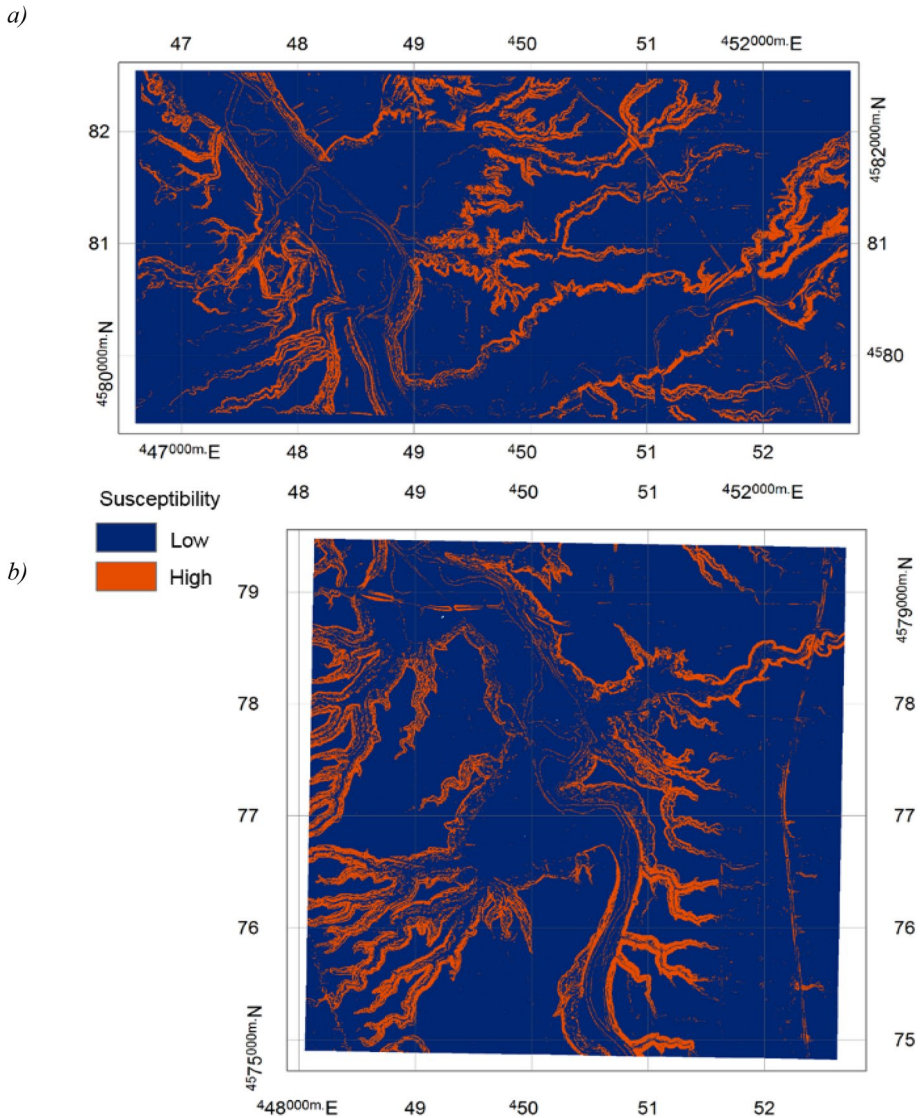 a)
47 48 49 450 51 452000m.E
82 4582000m.N
81 81
4580000m.N 4580
447000m.E 48 49 450 51 52
48 49 450 51 452000m.E
Susceptibility
Low
High
b)
79 4579000m.N
78 78
77 77
76 76
4575000m.N 75
448000m.E 49 450 51 52